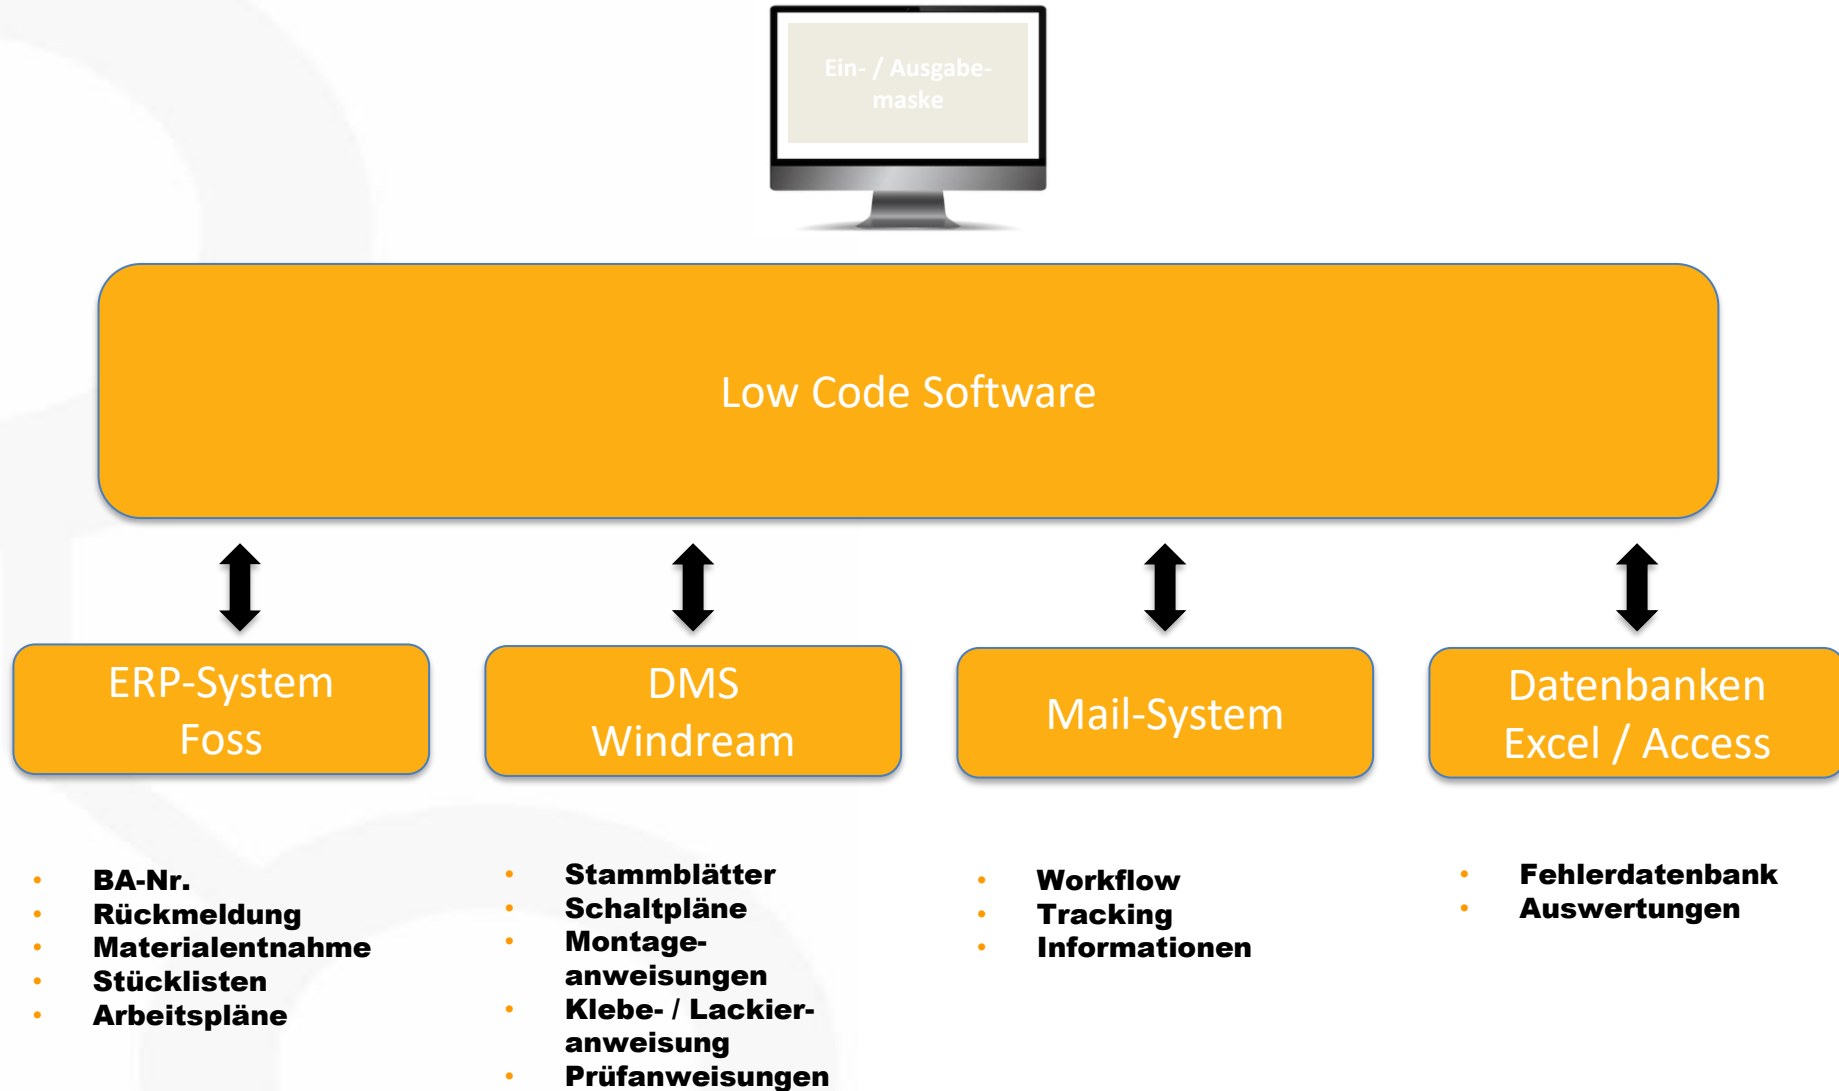 Ein- / Ausgabe-
maske
Low Code Software
ERP-System
Foss
DMS
Windream
Mail-System
Datenbanken
Excel / Access
• BA-Nr.
• Rückmeldung
• Materialentnahme
• Stücklisten
• Arbeitspläne
• Stammblätter
• Schaltpläne
• Montage-
anweisungen
• Klebe- / Lackier-
anweisung
• Prüfanweisungen
• Workflow
• Tracking
• Informationen
• Fehlerdatenbank
• Auswertungen